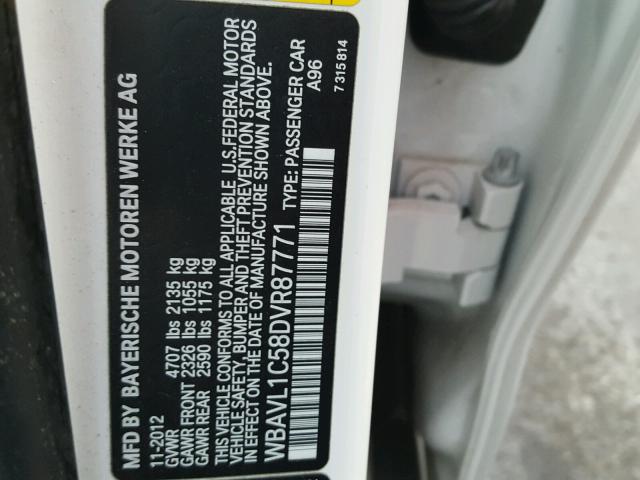 MFD BY BAYERISCHE MOTOREN WERKE AG
11-2012
GVWR 4707 lbs 2135 kg
GAWR FRONT 2326 lbs 1055 kg
GAWR REAR 2590 lbs 1175 kg
THIS VEHICLE CONFORMS TO ALL APPLICABLE U.S.FEDERAL MOTOR
VEHICLE SAFETY, BUMPER AND THEFT PREVENTION STANDARDS
IN EFFECT ON THE DATE OF MANUFACTURE SHOWN ABOVE.
WBAVL1C58DVR87771 TYPE: PASSENGER CAR
A96
7 315 814